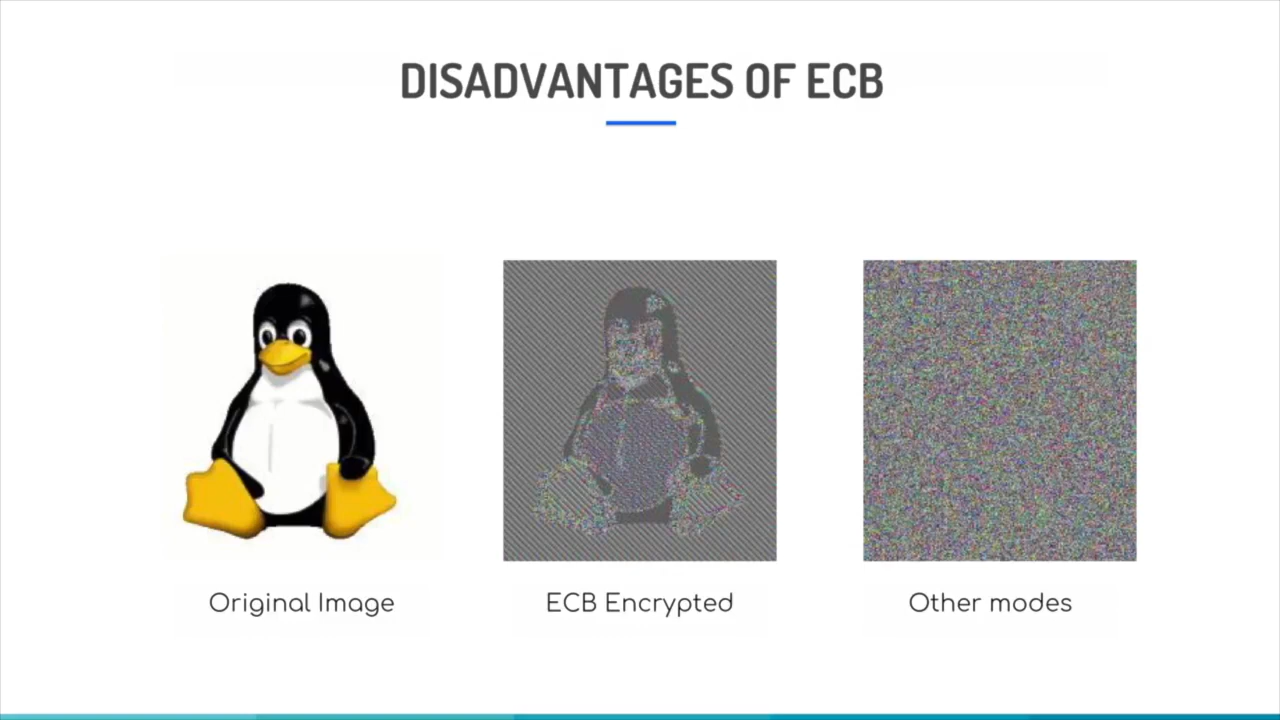 DISADVANTAGES OF ECB
Original Image
ECB Encrypted
Other modes